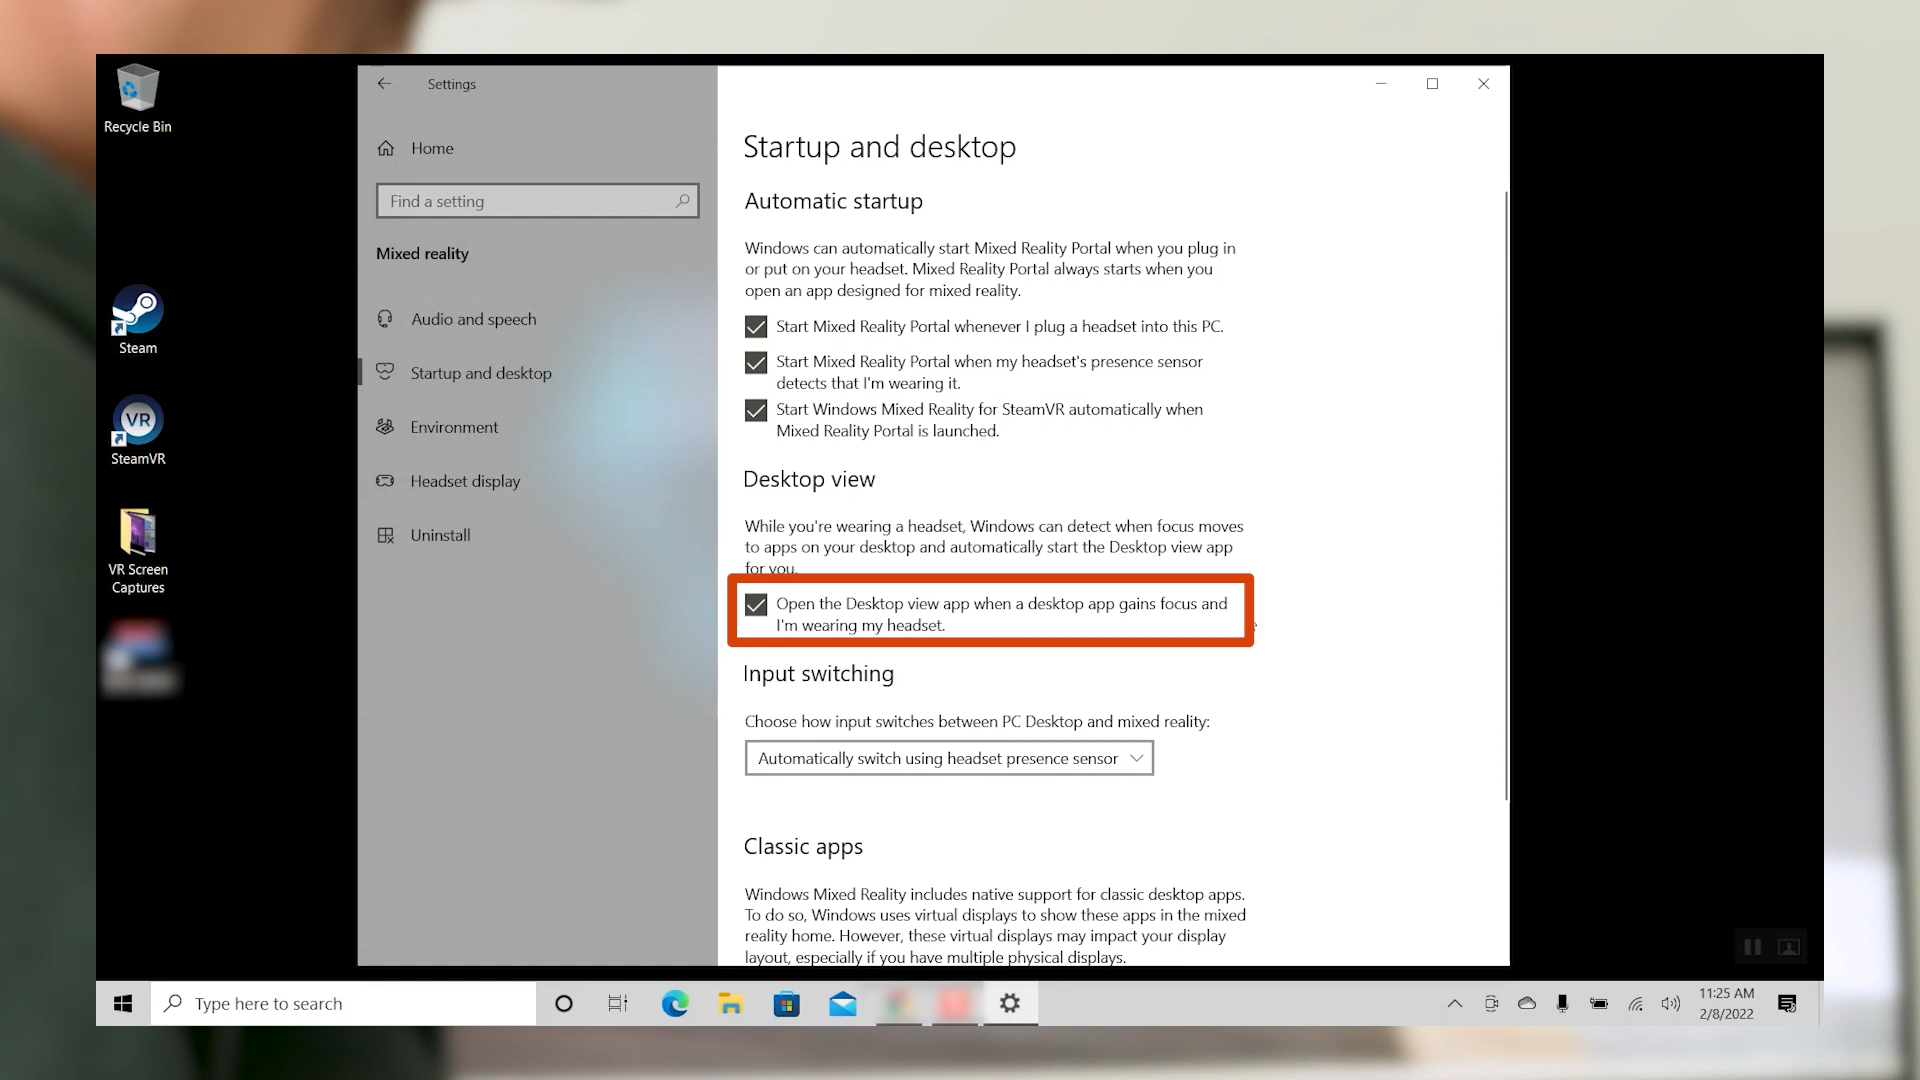 Recycle Bin
Steam
VR
SteamVR
VR Screen
Captures
Settings
Home
Find a setting
Mixed reality
Audio and speech
Startup and desktop
Environment
Headset display
Uninstall
Startup and desktop
Automatic startup
Windows can automatically start Mixed Reality Portal when you plug in
or put on your headset. Mixed Reality Portal always starts when you
open an app designed for mixed reality.
Start Mixed Reality Portal whenever I plug a headset into this PC.
Start Mixed Reality Portal when my headset's presence sensor
detects that I'm wearing it.
Start Windows Mixed Reality for SteamVR automatically when
Mixed Reality Portal is launched.
Desktop view
While you're wearing a headset, Windows can detect when focus moves
to apps on your desktop and automatically start the Desktop view app
for you.
Open the Desktop view app when a desktop app gains focus and
I'm wearing my headset.
Input switching
Choose how input switches between PC Desktop and mixed reality:
Automatically switch using headset presence sensor
Classic apps
Windows Mixed Reality includes native support for classic desktop apps.
To do so, Windows uses virtual displays to show these apps in the mixed
reality home. However, these virtual displays may impact your display
layout, especially if you have multiple physical displays.
Type here to search
11:25 AM
2/8/2022